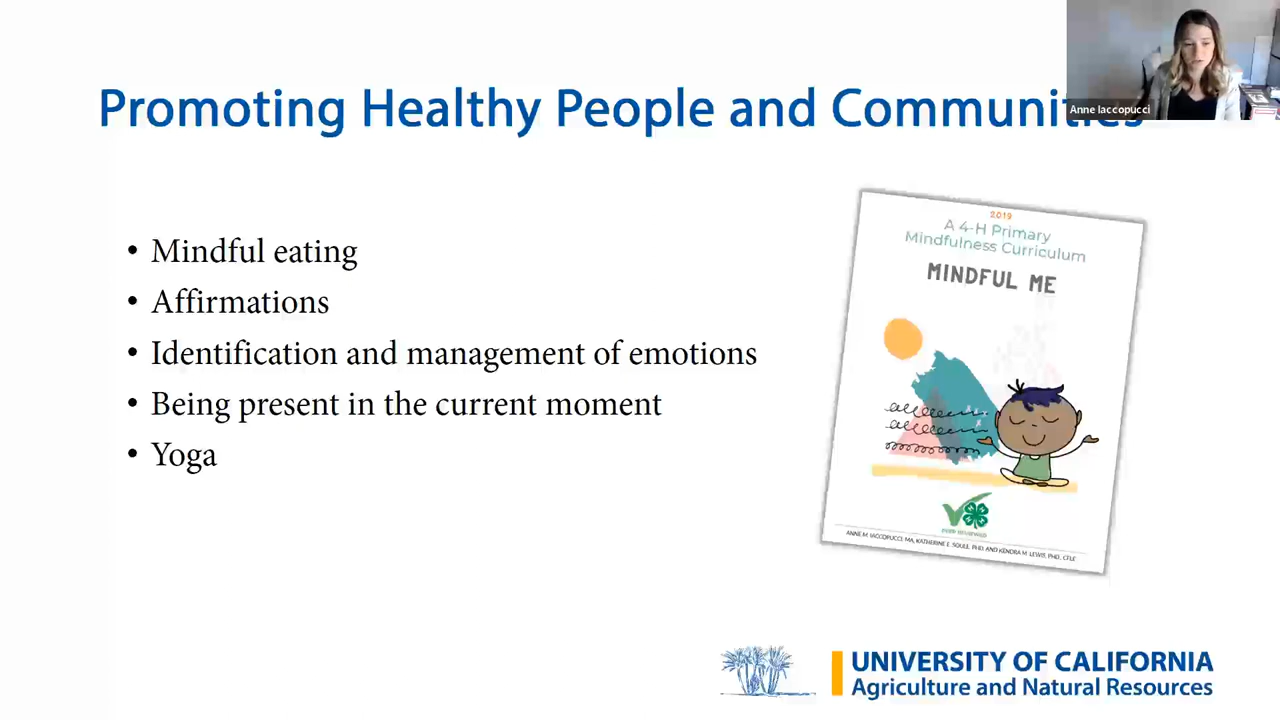 Promoting Healthy People and Communities
Anne Iaccopucci
• Mindful eating
• Affirmations
• Identification and management of emotions
• Being present in the current moment
• Yoga
2019
A 4-H Primary
Mindfulness Curriculum
MINDFUL ME
PEER REVIEWED
ANNE M. IACCOPUCCI, MA, KATHERINE E. SOULE, PHD, AND KENDRA M. LEWIS, PHD, CFLE
UNIVERSITY OF CALIFORNIA
Agriculture and Natural Resources